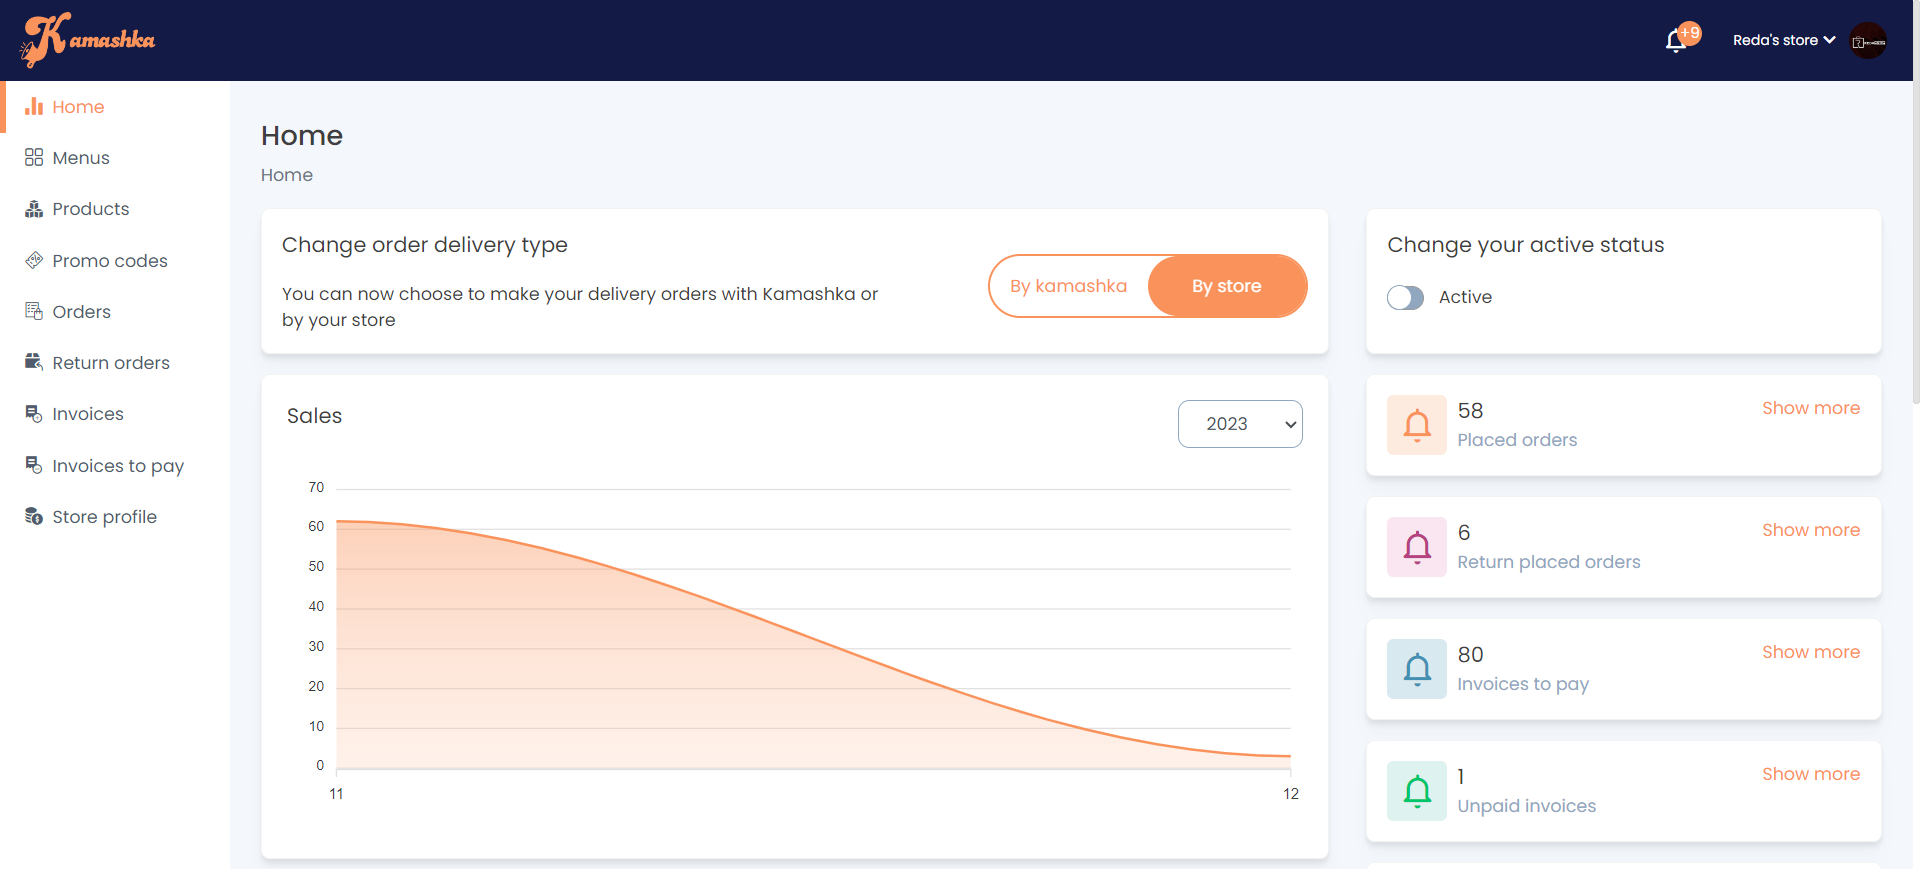 Kamashka
+9
Reda's store
Home
Menus
Products
Promo codes
Orders
Return orders
Invoices
Invoices to pay
Store profile
Home
Home
Change order delivery type
You can now choose to make your delivery orders with Kamashka or
by your store
By kamashka
By store
Change your active status
Active
Sales
2023
70
60
50
40
30
20
10
0
11
12
58
Placed orders
Show more
6
Return placed orders
Show more
80
Invoices to pay
Show more
1
Unpaid invoices
Show more